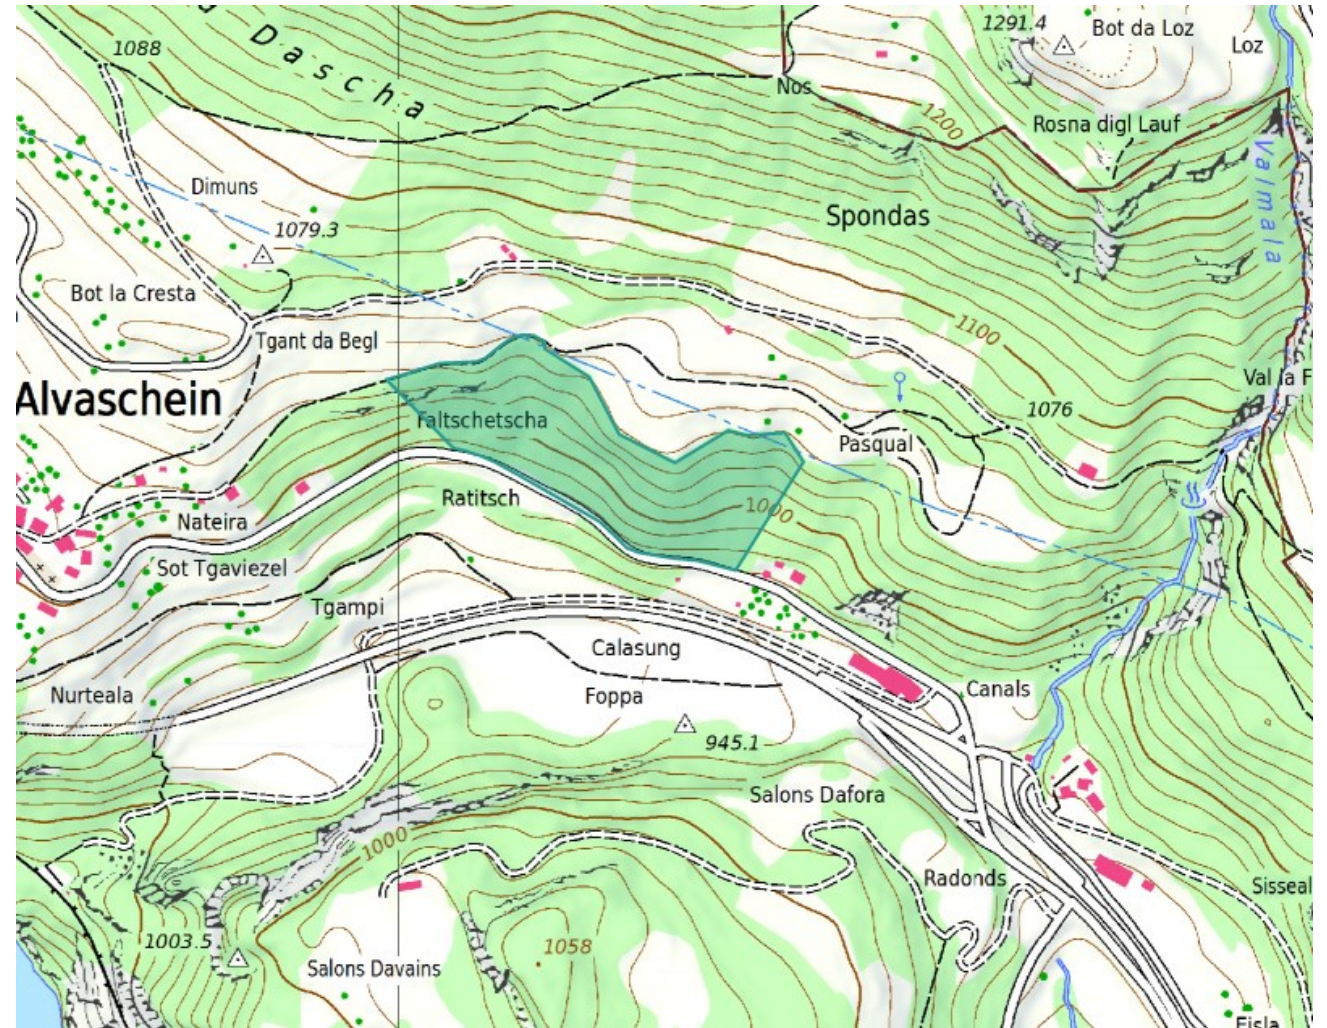 1291.4
Bot da Loz
Loz
1088
Dascha
Nos
1200
Rosna digl Lauf
Valmala
Dimuns
Spondas
1079.3
Bot la Cresta
1100
Tgant da Begl
Val la F
Alvaschein
1076
Faltschetscha
Pasqual
Ratitsch
1000
Nateira
Sot Tgaviezel
Tgampi
Calasung
Nurteala
Foppa
Canals
945.1
Salons Dafora
1000
Radonds
Sisseal
1003.5
1058
Salons Davains
Eisla